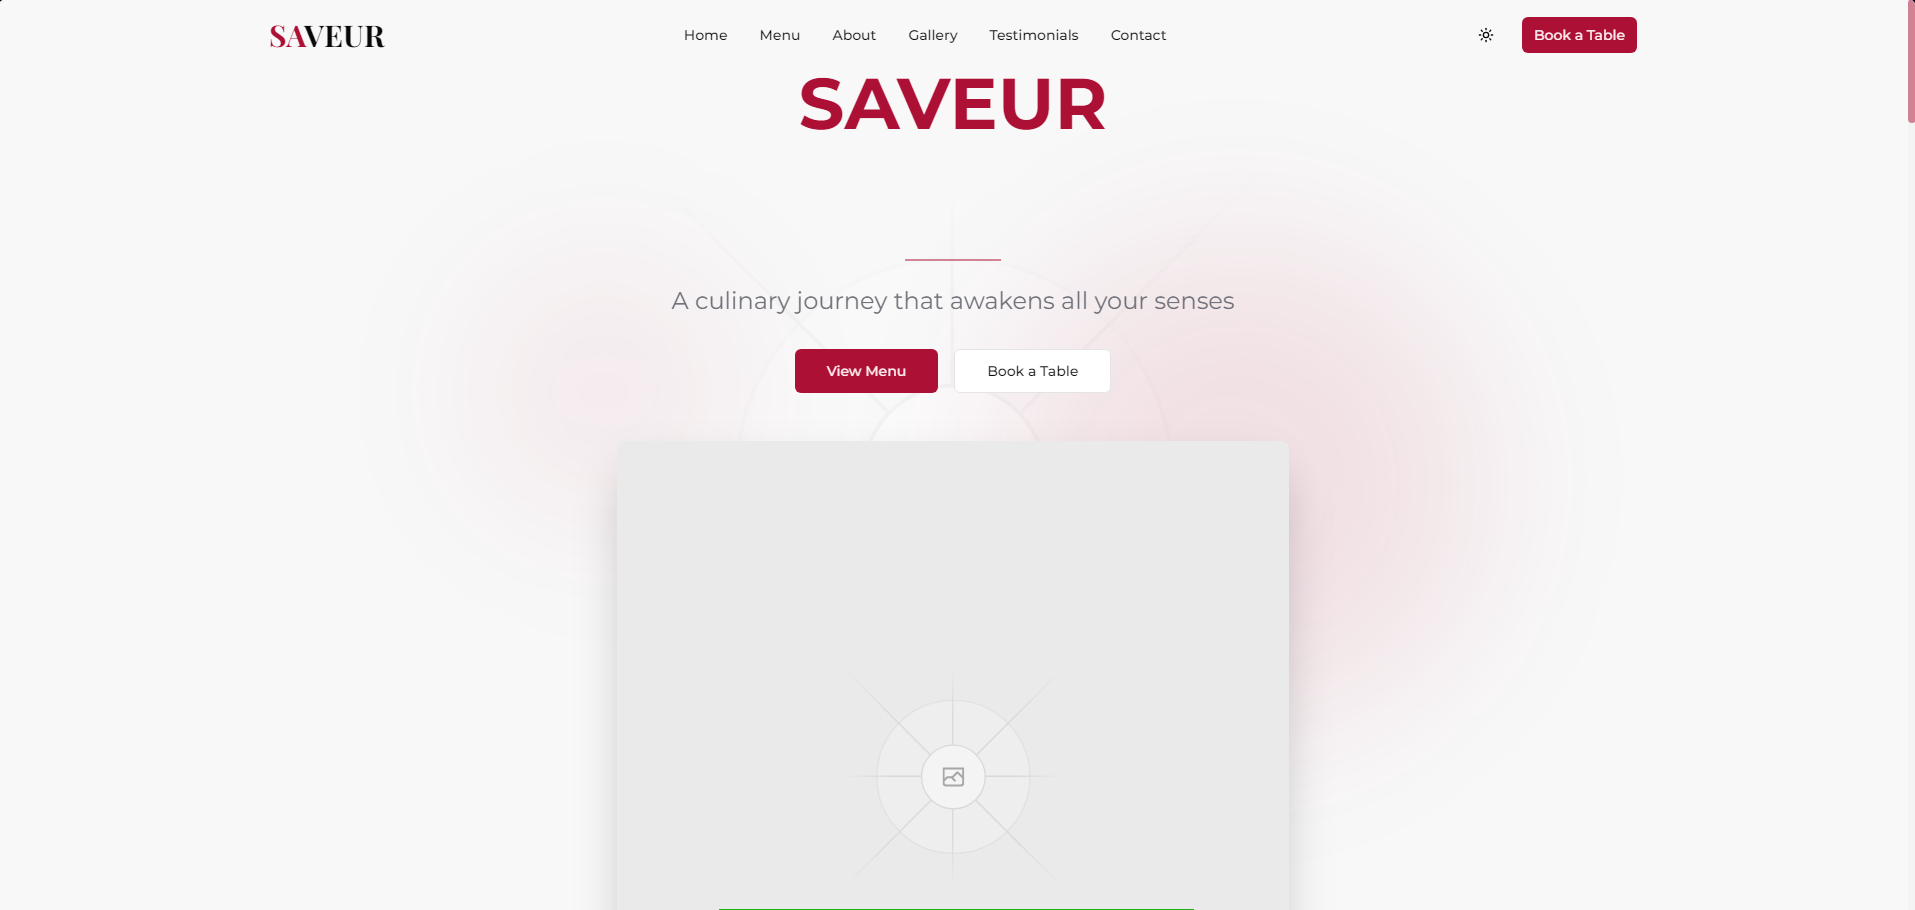 SAVEUR
Home Menu About Gallery Testimonials Contact
Book a Table
SAVEUR
A culinary journey that awakens all your senses
View Menu
Book a Table